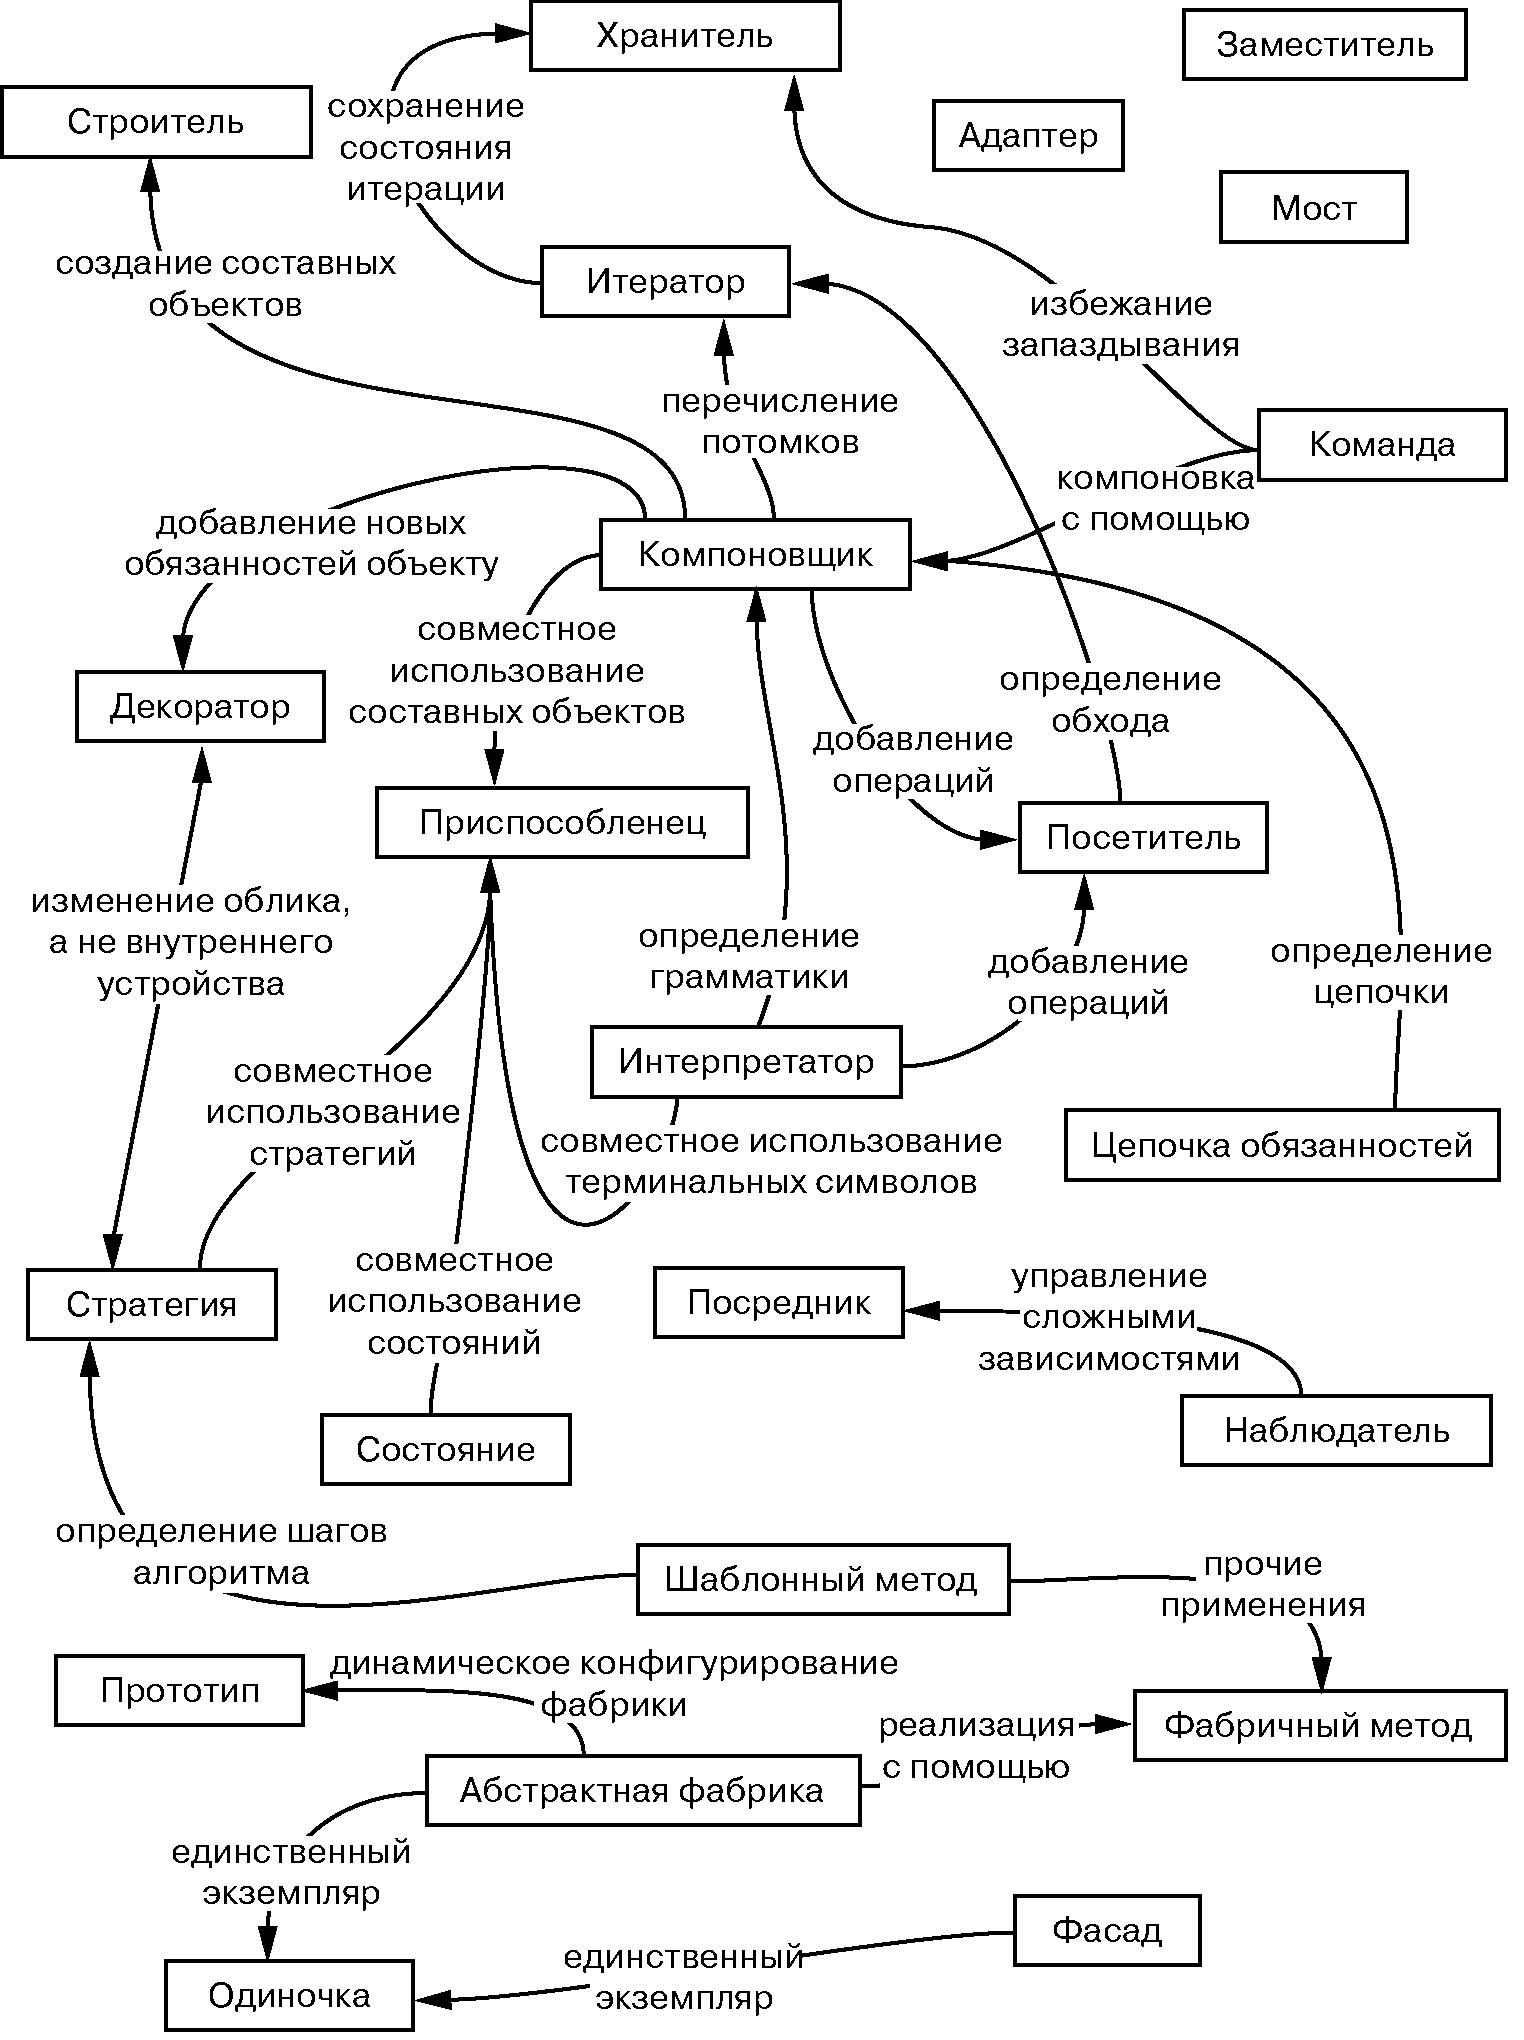 Хранитель
Заместитель
Строитель
сохранение
состояния
итерации
Адаптер
Мост
создание составных
объектов
Итератор
избежание
запаздывания
перечисление
потомков
Команда
компоновка
с помощью
добавление новых
обязанностей объекту
Компоновщик
совместное
использование
составных объектов
Декоратор
определение
обхода
добавление
операций
Приспособленец
Посетитель
изменение облика,
а не внутреннего
устройства
определение
грамматики
добавление
операций
определение
цепочки
Интерпретатор
совместное
использование
стратегий
совместное использование
терминальных символов
Цепочка обязанностей
совместное
использование
состояний
Стратегия
Посредник
управление
сложными
зависимостями
Состояние
Наблюдатель
определение шагов
алгоритма
Шаблонный метод
прочие
применения
Прототип
динамическое конфигурирование
фабрики
реализация
с помощью
Фабричный метод
Абстрактная фабрика
единственный
экземпляр
Фасад
единственный
экземпляр
Одиночка